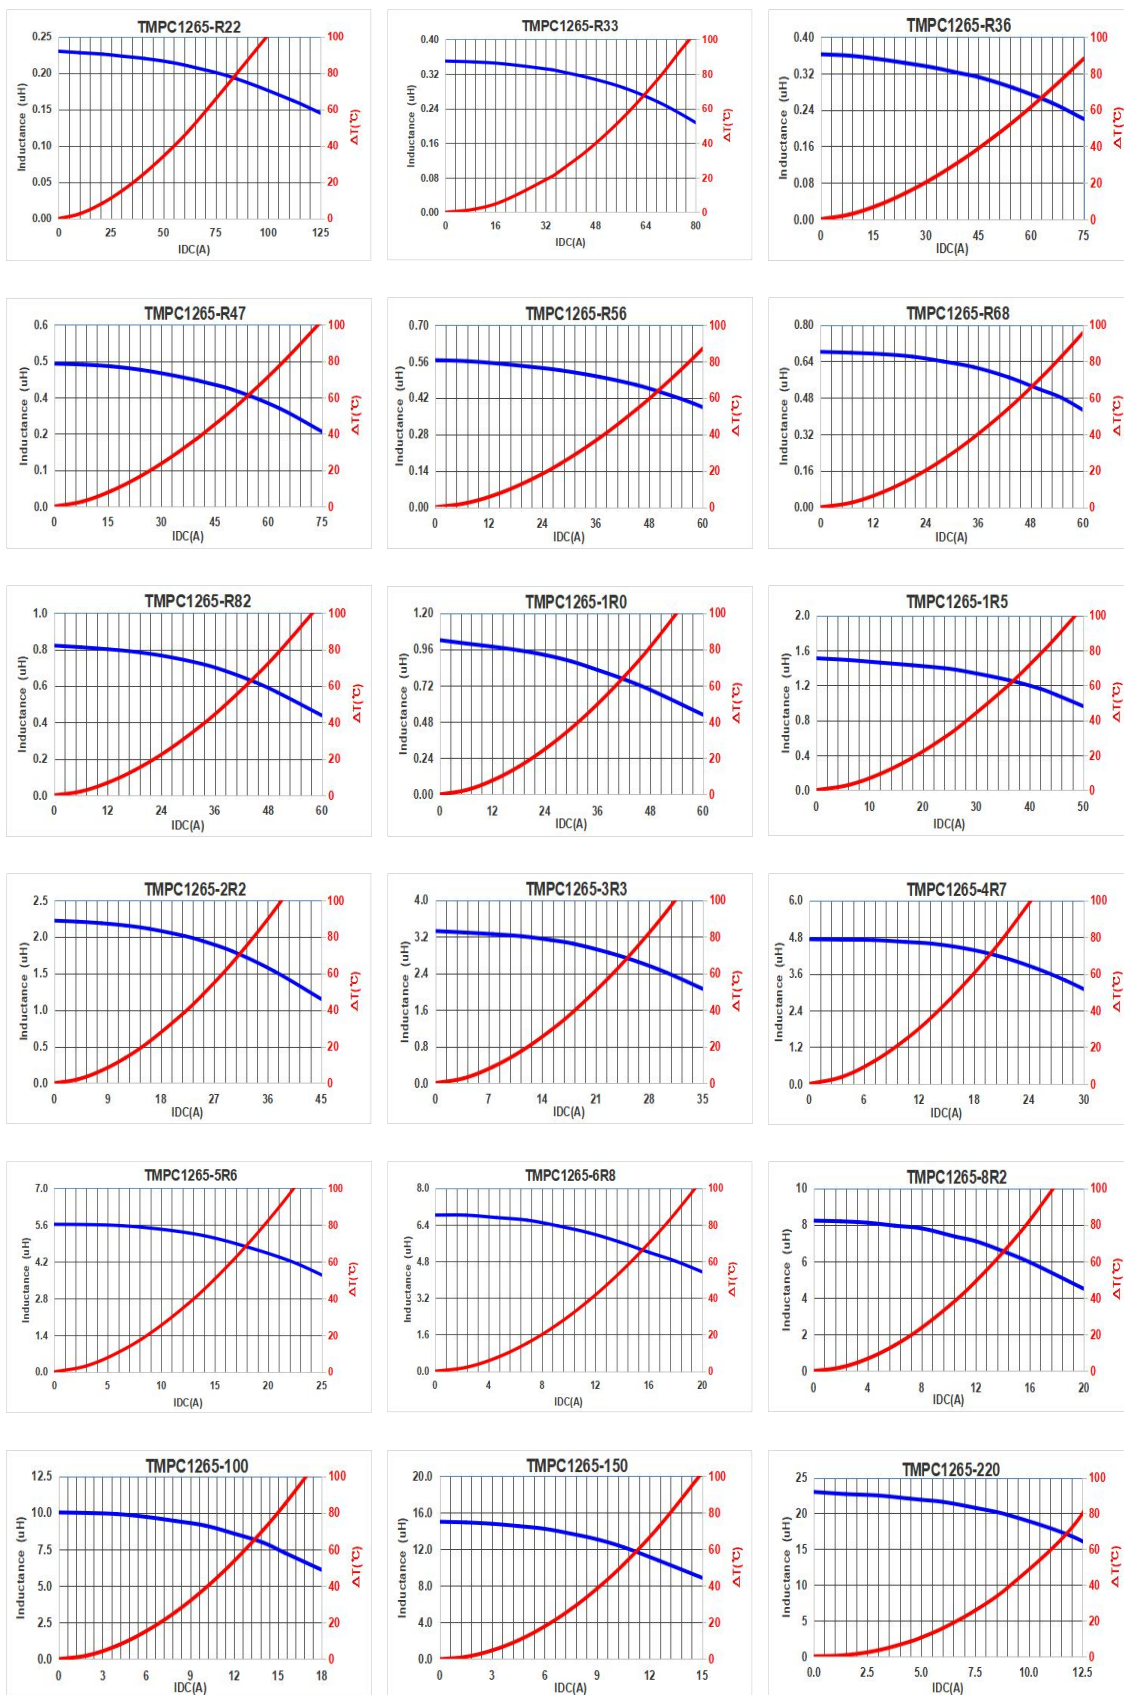 TMPC1265-R22
Inductance (uH)
0.25
0.20
0.15
0.10
0.05
0.00
100
80
60
40
20
0
ΔT(℃)
0 25 50 75 100 125
IDC(A)
TMPC1265-R33
Inductance (uH)
0.40
0.32
0.24
0.16
0.08
0.00
100
80
60
40
20
0
ΔT(℃)
0 16 32 48 64 80
IDC(A)
TMPC1265-R36
Inductance (uH)
0.40
0.32
0.24
0.16
0.08
0.00
100
80
60
40
20
0
ΔT(℃)
0 15 30 45 60 75
IDC(A)
TMPC1265-R47
Inductance (uH)
0.6
0.5
0.4
0.2
0.1
0.0
100
80
60
40
20
0
ΔT(℃)
0 15 30 45 60 75
IDC(A)
TMPC1265-R56
Inductance (uH)
0.70
0.56
0.42
0.28
0.14
0.00
100
80
60
40
20
0
ΔT(℃)
0 12 24 36 48 60
IDC(A)
TMPC1265-R68
Inductance (uH)
0.80
0.64
0.48
0.32
0.16
0.00
100
80
60
40
20
0
ΔT(℃)
0 12 24 36 48 60
IDC(A)
TMPC1265-R82
Inductance (uH)
1.0
0.8
0.6
0.4
0.2
0.0
100
80
60
40
20
0
ΔT(℃)
0 12 24 36 48 60
IDC(A)
TMPC1265-1R0
Inductance (uH)
1.20
0.96
0.72
0.48
0.24
0.00
100
80
60
40
20
0
ΔT(℃)
0 12 24 36 48 60
IDC(A)
TMPC1265-1R5
Inductance (uH)
2.0
1.6
1.2
0.8
0.4
0.0
100
80
60
40
20
0
ΔT(℃)
0 10 20 30 40 50
IDC(A)
TMPC1265-2R2
Inductance (uH)
2.5
2.0
1.5
1.0
0.5
0.0
100
80
60
40
20
0
ΔT(℃)
0 9 18 27 36 45
IDC(A)
TMPC1265-3R3
Inductance (uH)
4.0
3.2
2.4
1.6
0.8
0.0
100
80
60
40
20
0
ΔT(℃)
0 7 14 21 28 35
IDC(A)
TMPC1265-4R7
Inductance (uH)
6.0
4.8
3.6
2.4
1.2
0.0
100
80
60
40
20
0
ΔT(℃)
0 6 12 18 24 30
IDC(A)
TMPC1265-5R6
Inductance (uH)
7.0
5.6
4.2
2.8
1.4
0.0
100
80
60
40
20
0
ΔT(℃)
0 5 10 15 20 25
IDC(A)
TMPC1265-6R8
Inductance (uH)
8.0
6.4
4.8
3.2
1.6
0.0
100
80
60
40
20
0
ΔT(℃)
0 4 8 12 16 20
IDC(A)
TMPC1265-8R2
Inductance (uH)
10
8
6
4
2
0
100
80
60
40
20
0
ΔT(℃)
0 4 8 12 16 20
IDC(A)
TMPC1265-100
Inductance (uH)
12.5
10.0
7.5
5.0
2.5
0.0
100
80
60
40
20
0
ΔT(℃)
0 3 6 9 12 15 18
IDC(A)
TMPC1265-150
Inductance (uH)
20.0
16.0
12.0
8.0
4.0
0.0
100
80
60
40
20
0
ΔT(℃)
0 3 6 9 12 15
IDC(A)
TMPC1265-220
Inductance (uH)
25
20
15
10
5
0
100
80
60
40
20
0
ΔT(℃)
0.0 2.5 5.0 7.5 10.0 12.5
IDC(A)